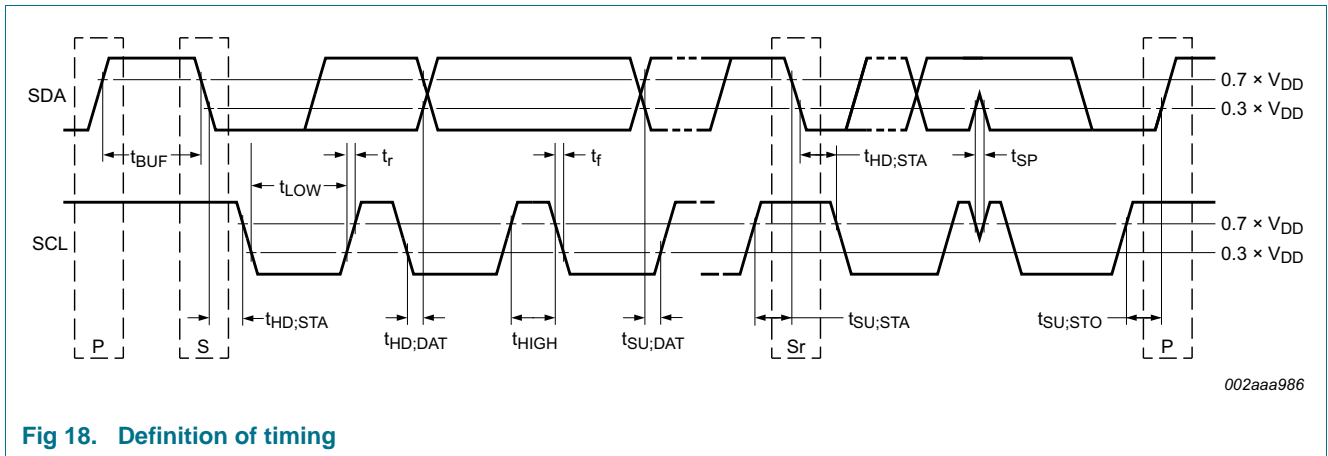 SDA
0.7 × VDD
0.3 × VDD
tBUF
tLOW
tr
tf
tHD;STA
tSP
SCL
0.7 × VDD
0.3 × VDD
tHD;STA
tHD;DAT
tHIGH
tSU;DAT
tSU;STA
tSU;STO
P
S
Sr
P
002aaa986
Fig 18. Definition of timing